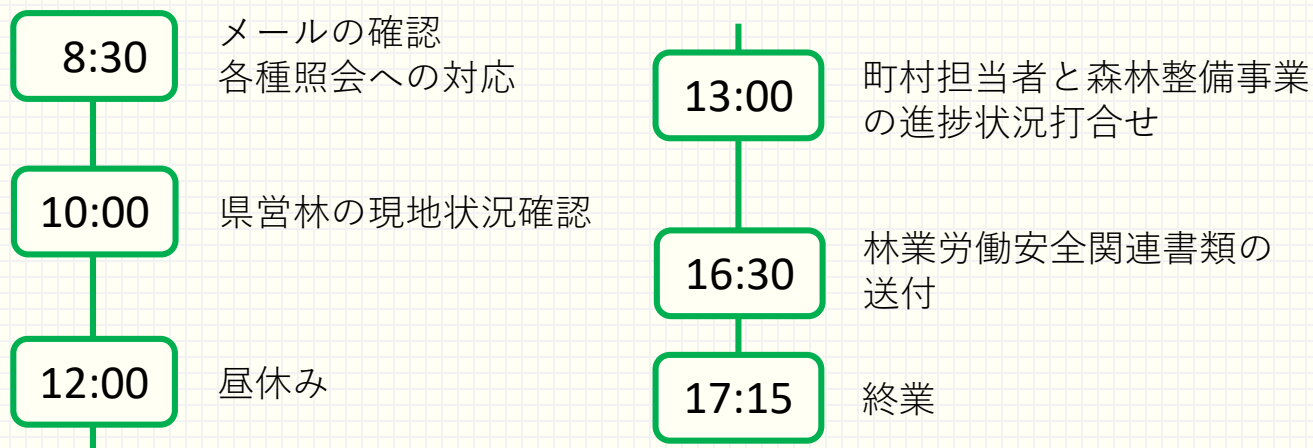 8:30
メールの確認
各種照会への対応
10:00
県営林の現地状況確認
12:00
昼休み
13:00
町村担当者と森林整備事業
の進捗状況打合せ
16:30
林業労働安全関連書類の
送付
17:15
終業